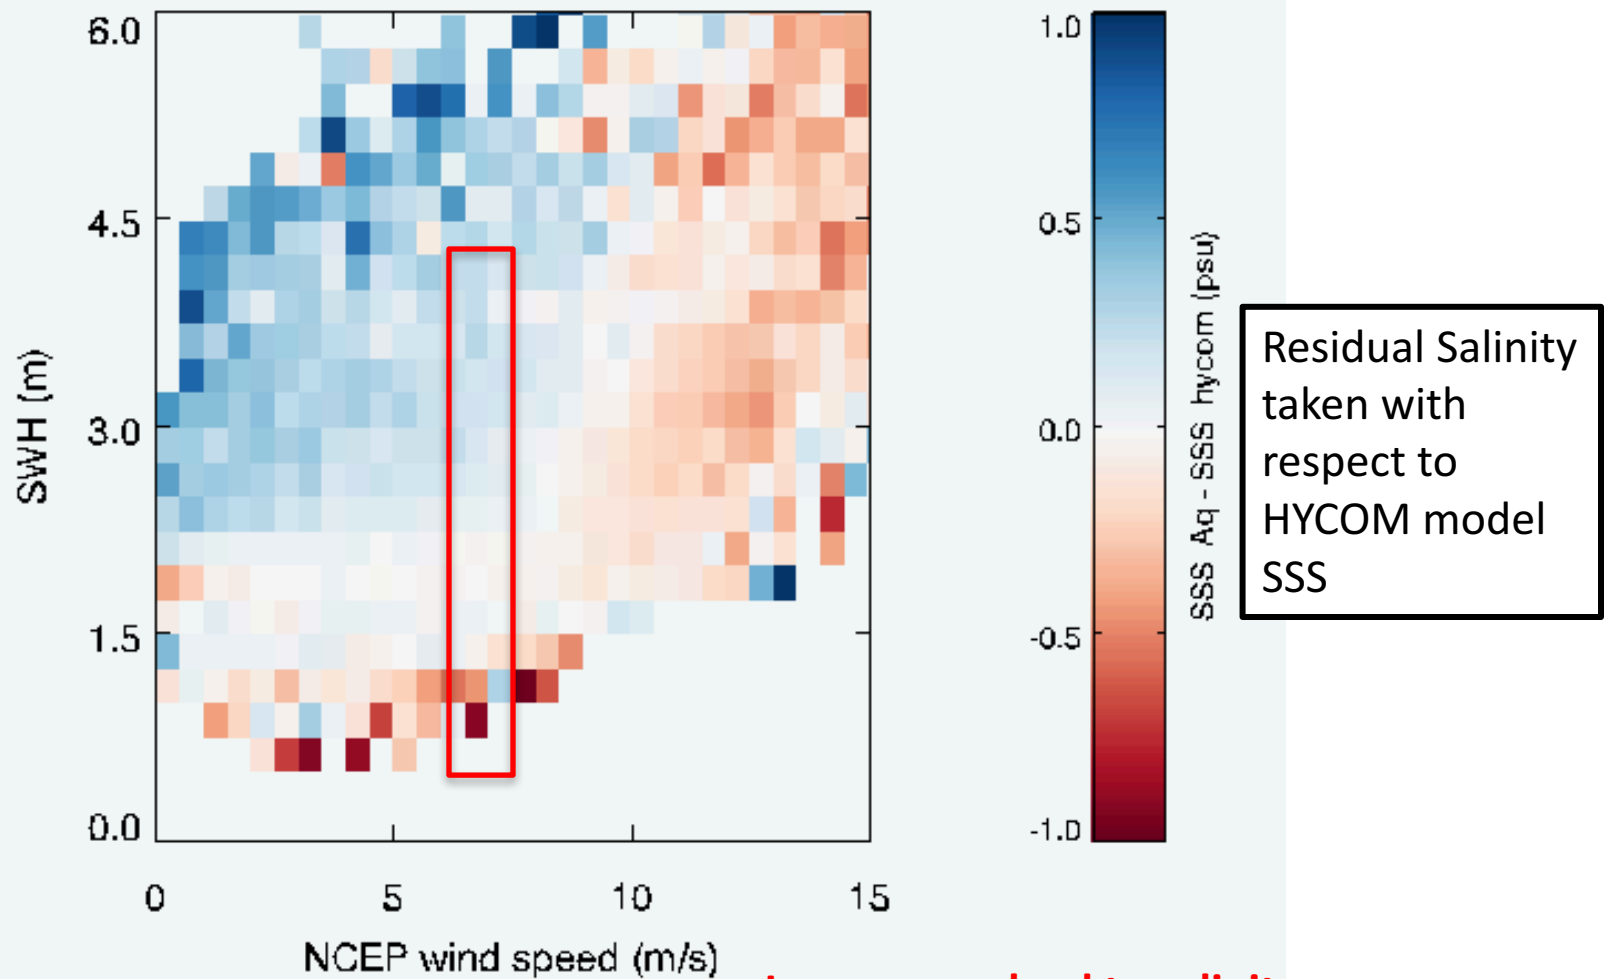 6.0
4.5
3.0
1.5
0.0
SWH (m)
0
5
10
15
NCEP wind speed (m/s)
1.0
0.5
0.0
-0.5
-1.0
SSS Aq - SSS hycom (psu)
Residual Salinity
taken with
respect to
HYCOM model
SSS